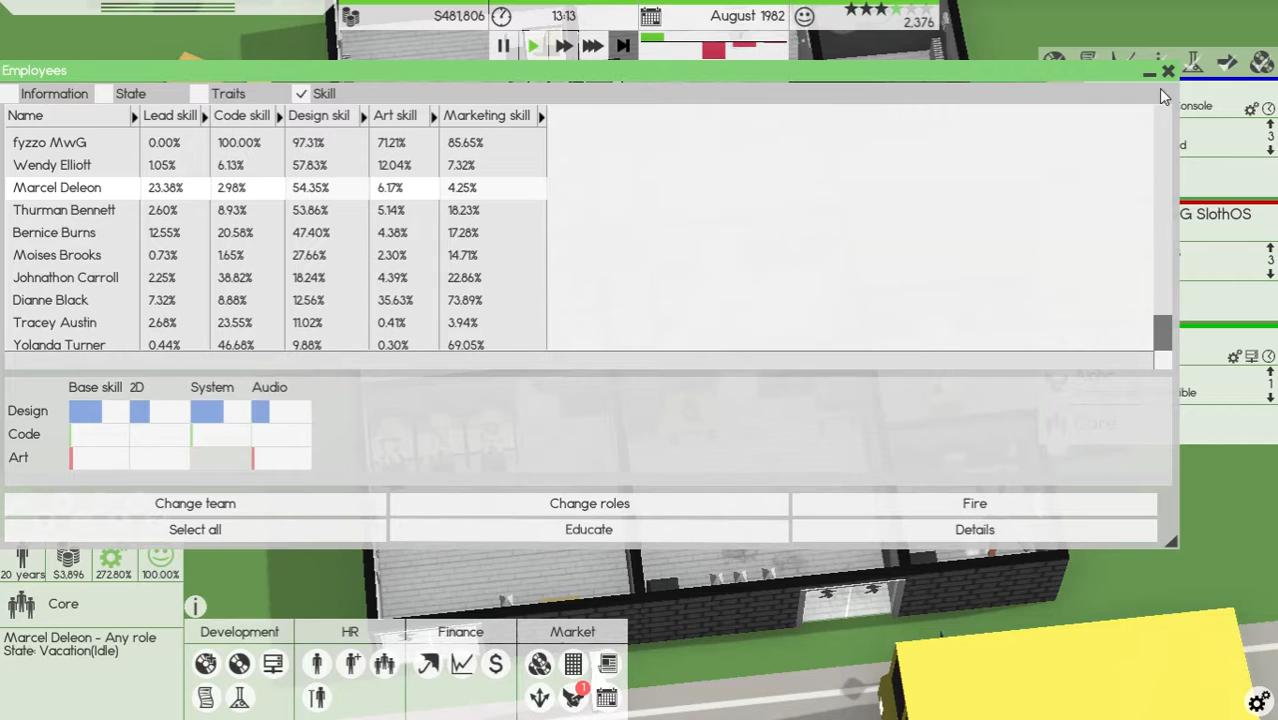 $481,806 13:13 August 1982 2,376
Employees
Information State Traits ✓ Skill
Name Lead skill Code skill Design skil Art skill Marketing skill
fyzzo MwG 0.00% 100.00% 97.31% 71.21% 85.65%
Wendy Elliott 1.05% 6.13% 57.83% 12.04% 7.32%
Marcel Deleon 23.38% 2.98% 54.35% 6.17% 4.25%
Thurman Bennett 2.60% 8.93% 53.86% 5.14% 18.23%
Bernice Burns 12.55% 20.58% 47.40% 4.38% 17.28%
Moises Brooks 0.73% 1.65% 27.66% 2.30% 14.71%
Johnathon Carroll 2.25% 38.82% 18.24% 4.39% 22.86%
Dianne Black 7.32% 8.88% 12.56% 35.63% 73.89%
Tracey Austin 2.68% 23.55% 11.02% 0.41% 3.94%
Yolanda Turner 0.44% 46.68% 9.88% 0.30% 69.05%
Console
3
d
G SlothOS
3
1
ible
Core
Base skill 2D System Audio
Design
Code
Art
Change team Change roles Fire
Select all Educate Details
20 years $3,896 272.80% 100.00%
Core
Marcel Deleon - Any role
State: Vacation(Idle)
Development HR Finance Market
1